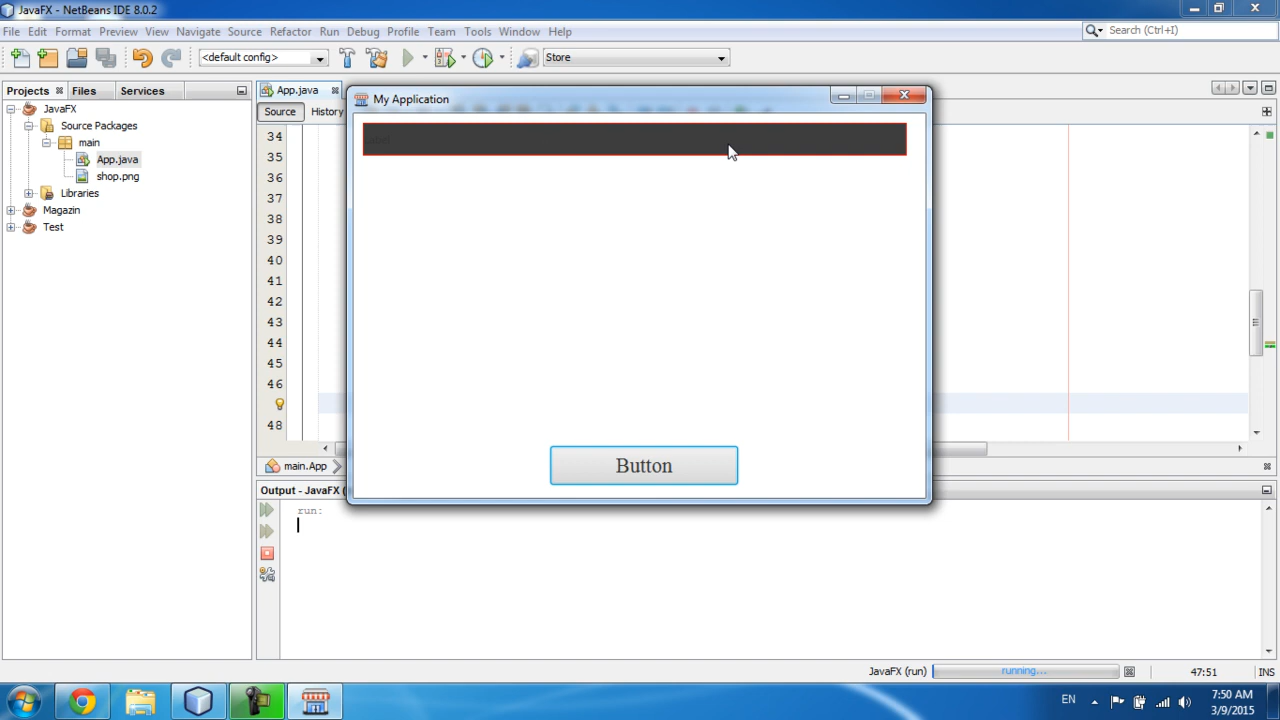 JavaFX - NetBeans IDE 8.0.2
File Edit Format Preview View Navigate Source Refactor Run Debug Profile Team Tools Window Help
Search (Ctrl+I)
<default config>
Store
Projects Files Services
App.java
My Application
Source History
JavaFX
Source Packages
main
App.java
shop.png
Libraries
Magazin
Test
34
35
36
37
38
39
40
41
42
43
44
45
46
48
Button
main.App
Output - JavaFX (
run:
JavaFX (run)
running...
47:51
INS
EN
7:50 AM
3/9/2015